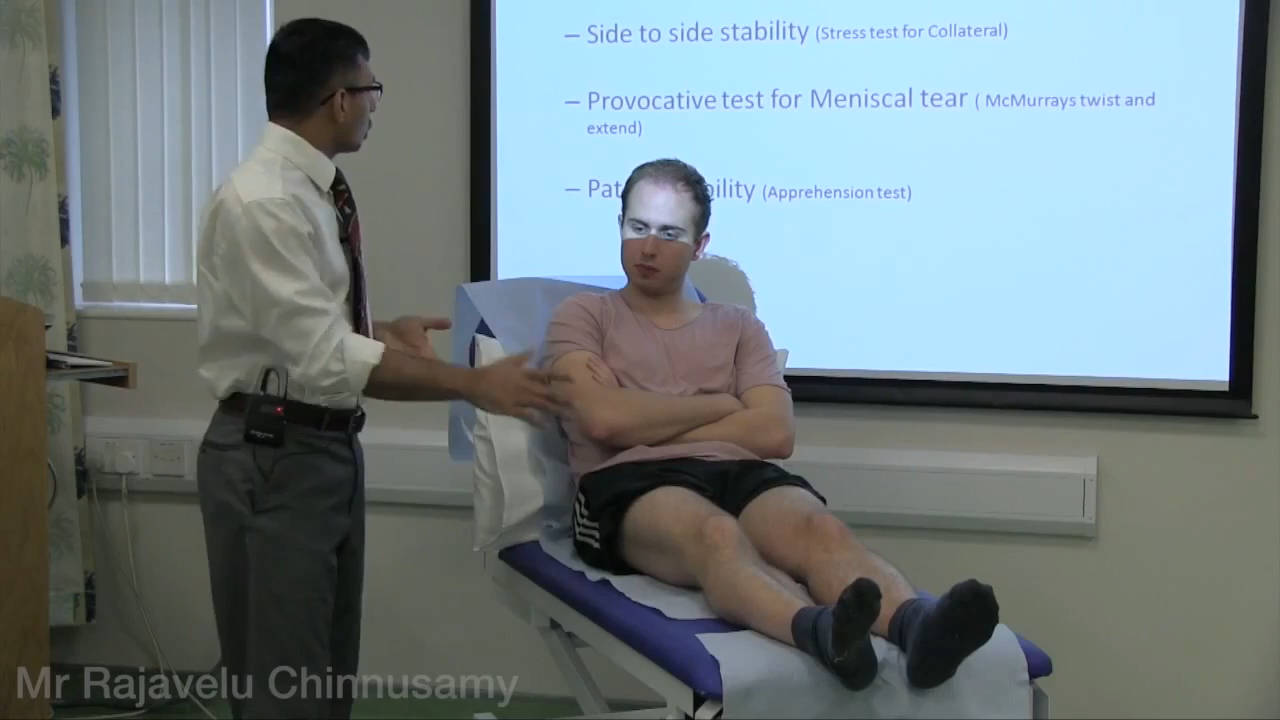 – Side to side stability (Stress test for Collateral)
– Provocative test for Meniscal tear ( McMurrays twist and
extend)
– Pat bility (Apprehension test)
Mr Rajavelu Chinnusamy